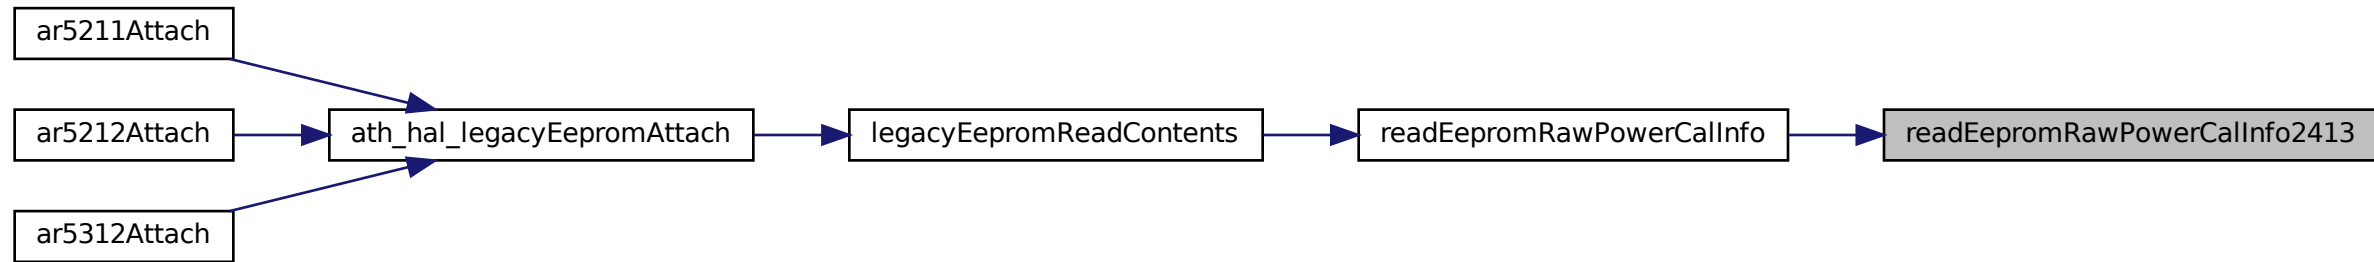 ar5211Attach
ar5212Attach
ath_hal_legacyEepromAttach
legacyEepromReadContents
readEepromRawPowerCalInfo
readEepromRawPowerCalInfo2413
ar5312Attach